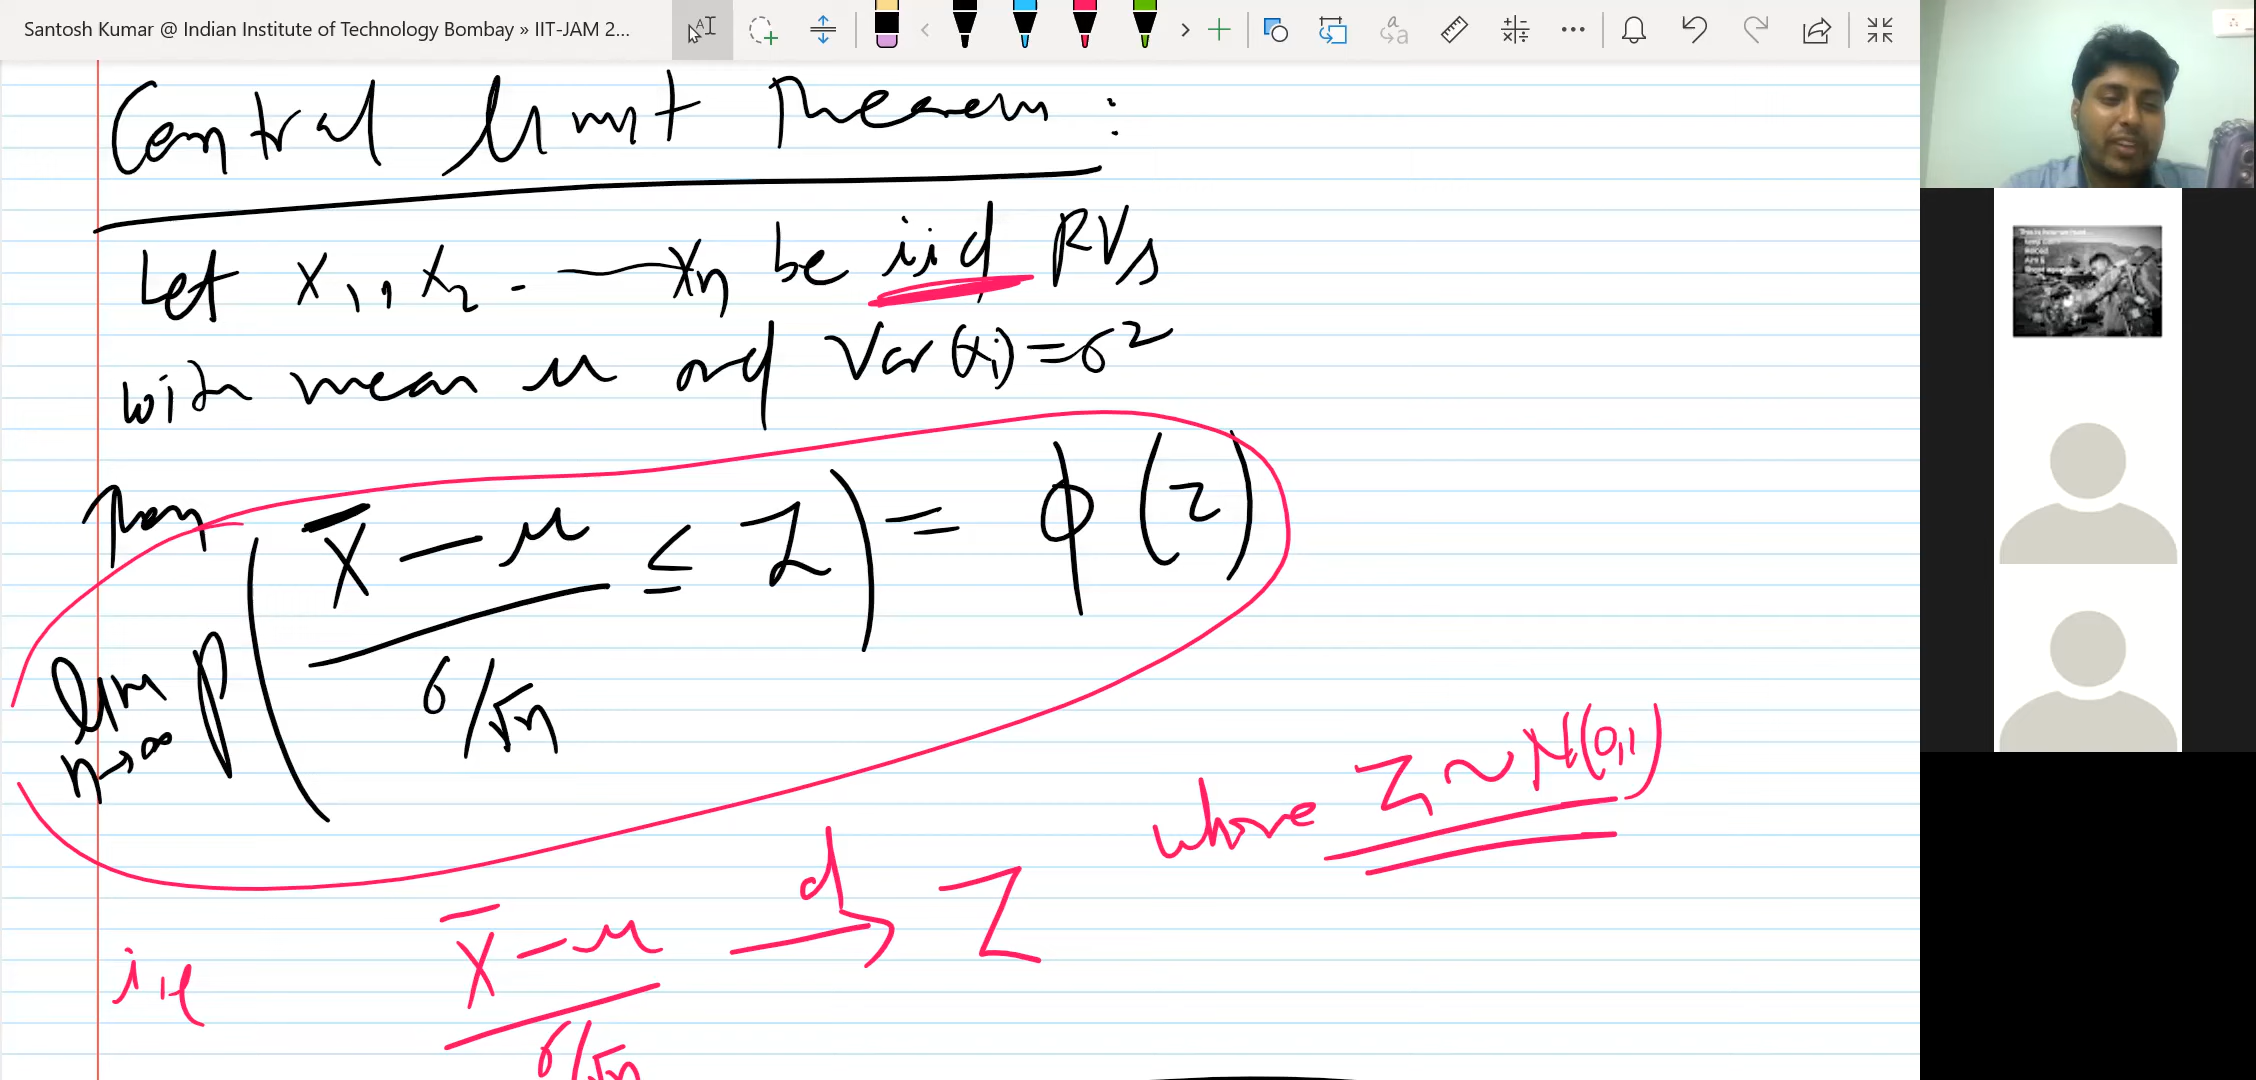 Santosh Kumar @ Indian Institute of Technology Bombay » IIT-JAM 2...
Central Limit Theorem :
Let X₁, X₂ - — Xn be iid RVs
with mean μ and Var(Xi) = σ²
Then
lim n→∞ P( (X̄ - μ)/(σ/√n) ≤ Z ) = ϕ(z)
where Z ~ N(0,1)
i.e (X̄ - μ)/(σ/√n) →d Z